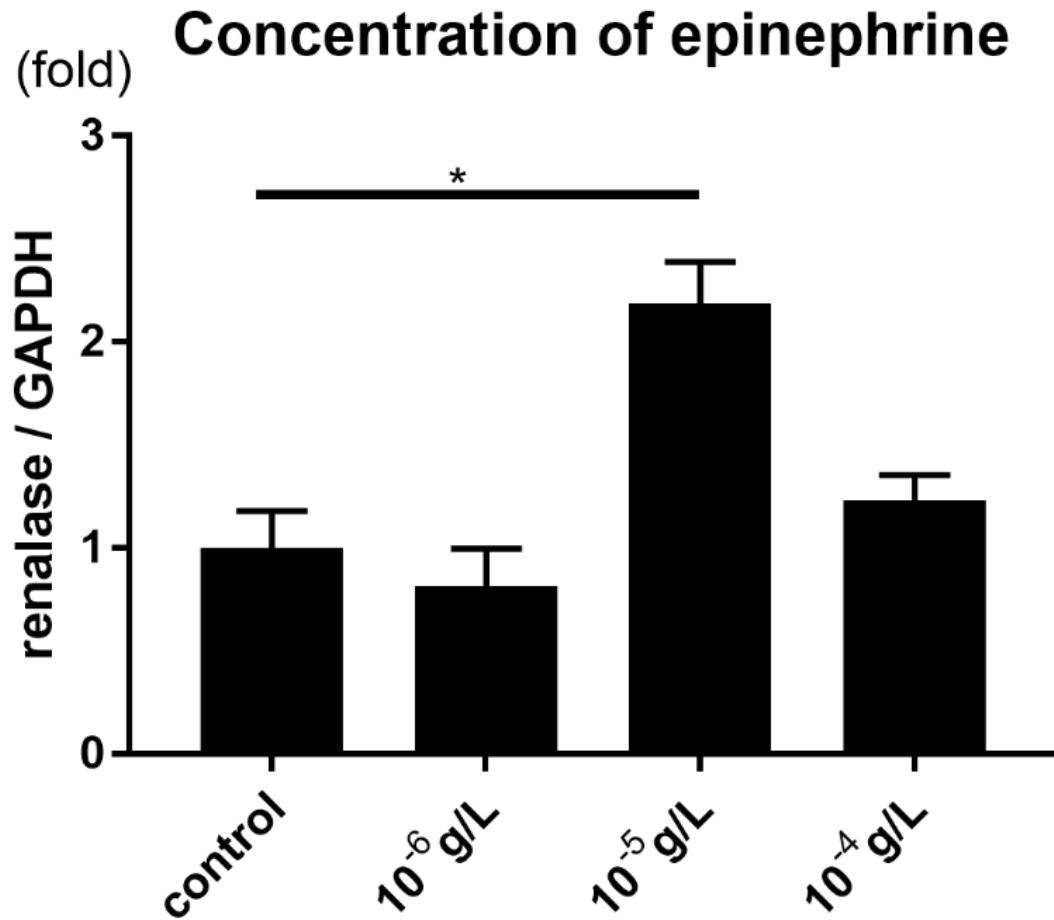 Concentration of epinephrine
(fold)
renalase / GAPDH
3
2
1
0
*
control
10⁻⁶ g/L
10⁻⁵ g/L
10⁻⁴ g/L